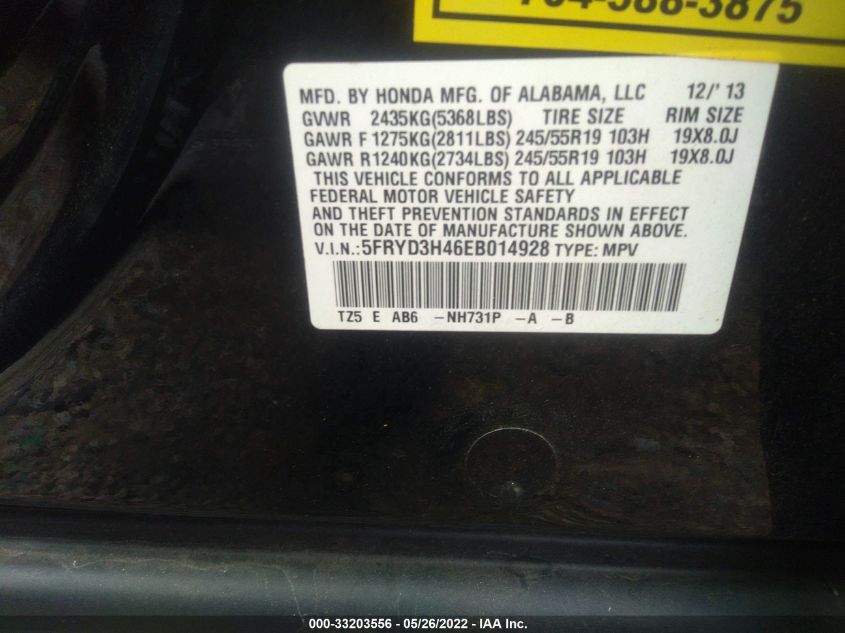 3875
MFD. BY HONDA MFG. OF ALABAMA, LLC 12/' 13
GVWR 2435KG(5368LBS) TIRE SIZE RIM SIZE
GAWR F 1275KG(2811LBS) 245/55R19 103H 19X8.0J
GAWR R1240KG(2734LBS) 245/55R19 103H 19X8.0J
THIS VEHICLE CONFORMS TO ALL APPLICABLE
FEDERAL MOTOR VEHICLE SAFETY
AND THEFT PREVENTION STANDARDS IN EFFECT
ON THE DATE OF MANUFACTURE SHOWN ABOVE.
V.I.N.:5FRYD3H46EB014928 TYPE: MPV
TZ5 E AB6 -NH731P -A -B
000-33203556 - 05/26/2022 - IAA Inc.